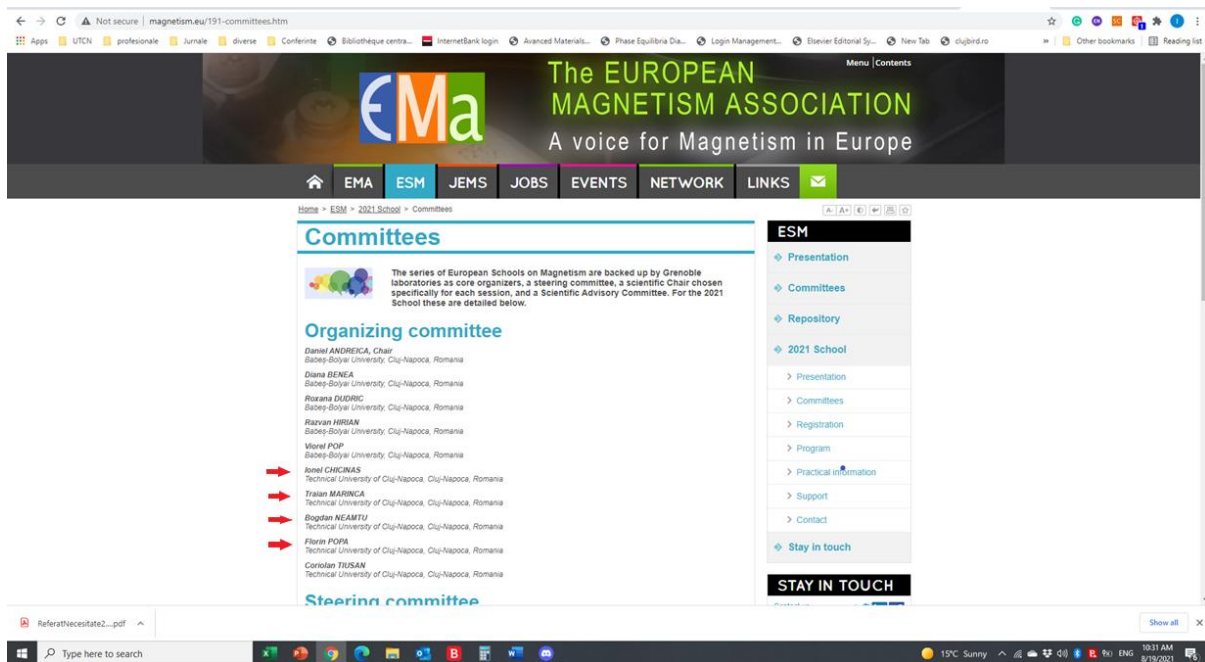 Not secure | magnetism.eu/191-committees.htm
Apps UTCN profesionale Jurnale diverse Conferinte Bibliothèque centra... InternetBank login Avanced Materials... Phase Equilibria Dia... Login Management... Elsevier Editorial Sy... New Tab clujbird.ro » Other bookmarks Reading list
Menu | Contents
€Ma
The EUROPEAN
MAGNETISM ASSOCIATION
A voice for Magnetism in Europe
EMA ESM JEMS JOBS EVENTS NETWORK LINKS
Home > ESM > 2021 School > Committees
A- A+
Committees
The series of European Schools on Magnetism are backed up by Grenoble
laboratories as core organizers, a steering committee, a scientific Chair chosen
specifically for each session, and a Scientific Advisory Committee. For the 2021
School these are detailed below.
Organizing committee
Daniel ANDREICA, Chair
Babeș-Bolyai University, Cluj-Napoca, Romania
Diana BENEA
Babeș-Bolyai University, Cluj-Napoca, Romania
Roxana DUDRIC
Babeș-Bolyai University, Cluj-Napoca, Romania
Razvan HIRIAN
Babeș-Bolyai University, Cluj-Napoca, Romania
Viorel POP
Babeș-Bolyai University, Cluj-Napoca, Romania
Ionel CHICINAS
Technical University of Cluj-Napoca, Cluj-Napoca, Romania
Traian MARINCA
Technical University of Cluj-Napoca, Cluj-Napoca, Romania
Bogdan NEAMTU
Technical University of Cluj-Napoca, Cluj-Napoca, Romania
Florin POPA
Technical University of Cluj-Napoca, Cluj-Napoca, Romania
Coriolan TIUSAN
Technical University of Cluj-Napoca, Cluj-Napoca, Romania
Steering committee
ESM
Presentation
Committees
Repository
2021 School
> Presentation
> Committees
> Registration
> Program
> Practical information
> Support
> Contact
Stay in touch
STAY IN TOUCH
ReferatNecesitate2....pdf
Show all
Type here to search
15°C Sunny ENG
10:31 AM
8/19/2021